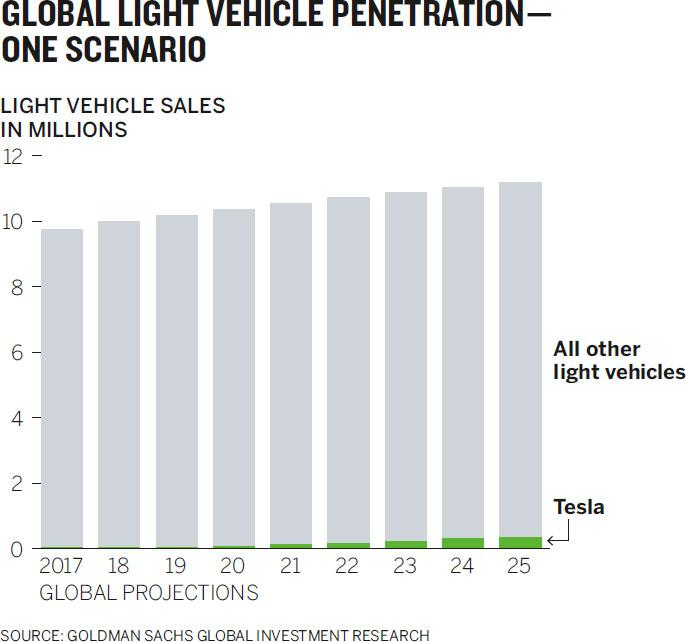 GLOBAL LIGHT VEHICLE PENETRATION—
ONE SCENARIO
LIGHT VEHICLE SALES
IN MILLIONS
12
10
8
6
4
2
0
All other
light vehicles
Tesla
2017 18 19 20 21 22 23 24 25
GLOBAL PROJECTIONS
SOURCE: GOLDMAN SACHS GLOBAL INVESTMENT RESEARCH